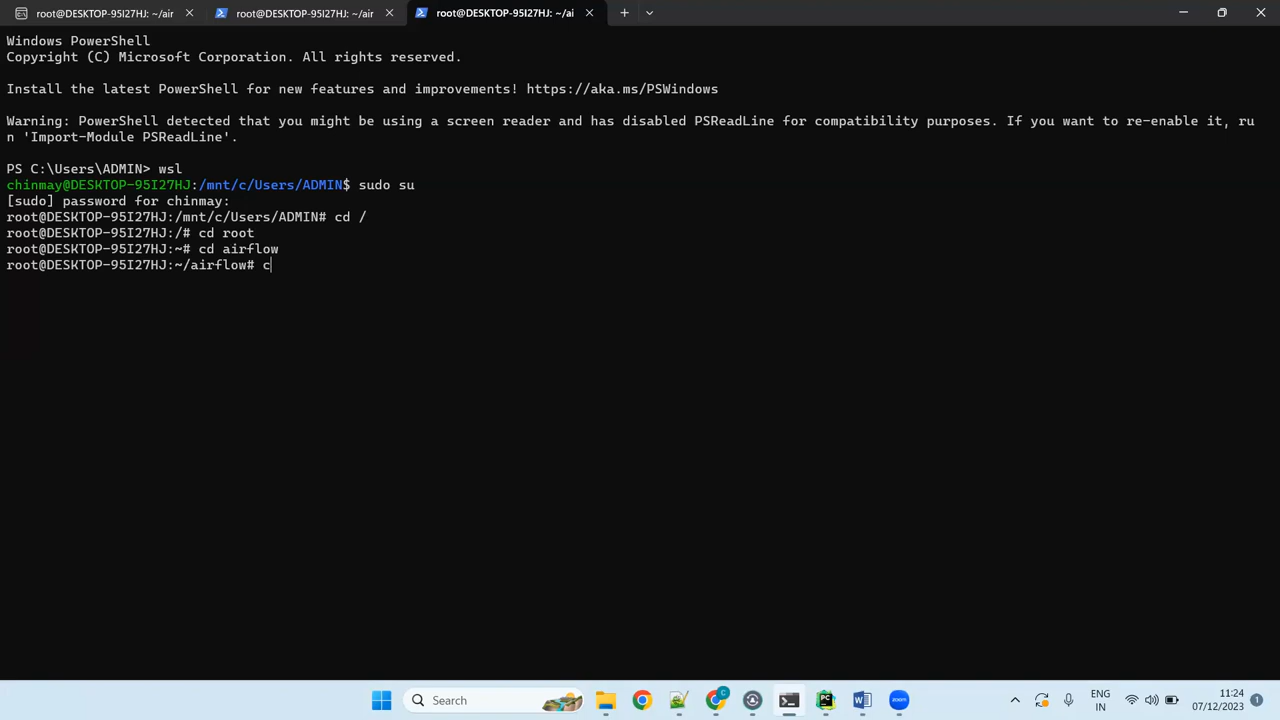 root@DESKTOP-95I27HJ: ~/air
root@DESKTOP-95I27HJ: ~/air
root@DESKTOP-95I27HJ: ~/ai
Windows PowerShell
Copyright (C) Microsoft Corporation. All rights reserved.
Install the latest PowerShell for new features and improvements! https://aka.ms/PSWindows
Warning: PowerShell detected that you might be using a screen reader and has disabled PSReadLine for compatibility purposes. If you want to re-enable it, ru
n 'Import-Module PSReadLine'.
PS C:\Users\ADMIN> wsl
chinmay@DESKTOP-95I27HJ:/mnt/c/Users/ADMIN$ sudo su
[sudo] password for chinmay:
root@DESKTOP-95I27HJ:/mnt/c/Users/ADMIN# cd /
root@DESKTOP-95I27HJ:/# cd root
root@DESKTOP-95I27HJ:~# cd airflow
root@DESKTOP-95I27HJ:~/airflow# c
Search
C
PC
W
zoom
ENG
IN
11:24
07/12/2023
1